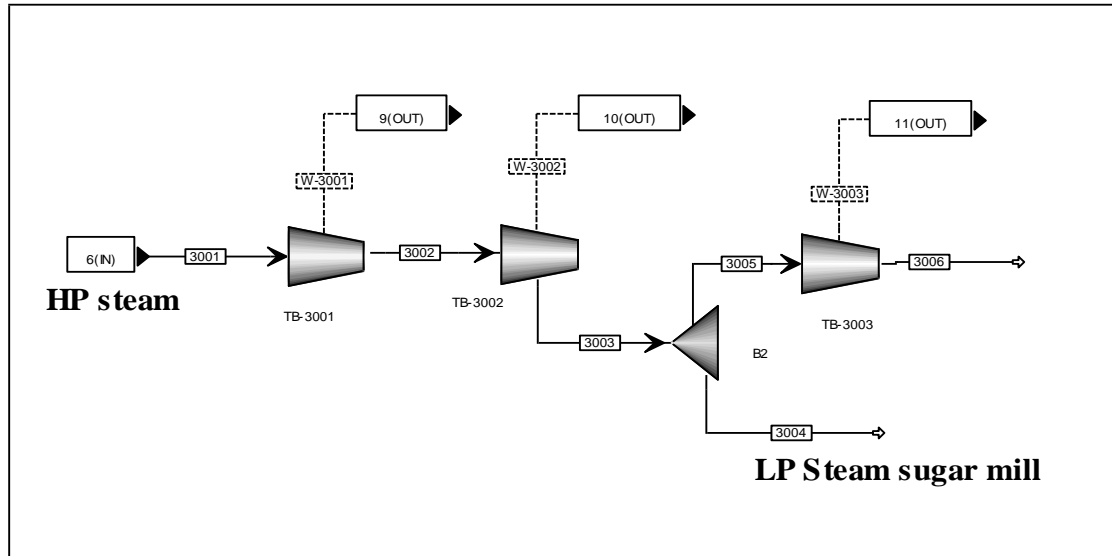 9(OUT)
10(OUT)
11(OUT)
W-3001
W-3002
W-3003
6(IN)
3001
3002
3005
3006
HP steam
TB-3001
TB-3002
TB-3003
3003
B2
3004
LP Steam sugar mill